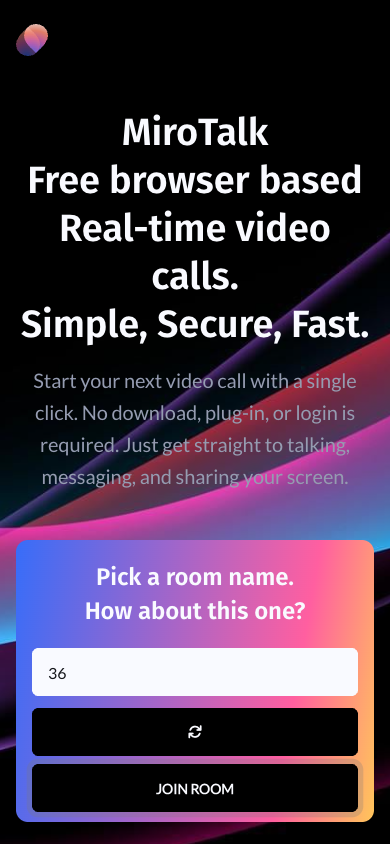 MiroTalk
Free browser based
Real-time video
calls.
Simple, Secure, Fast.
Start your next video call with a single
click. No download, plug-in, or login is
required. Just get straight to talking,
messaging, and sharing your screen.
Pick a room name.
How about this one?
36
JOIN ROOM